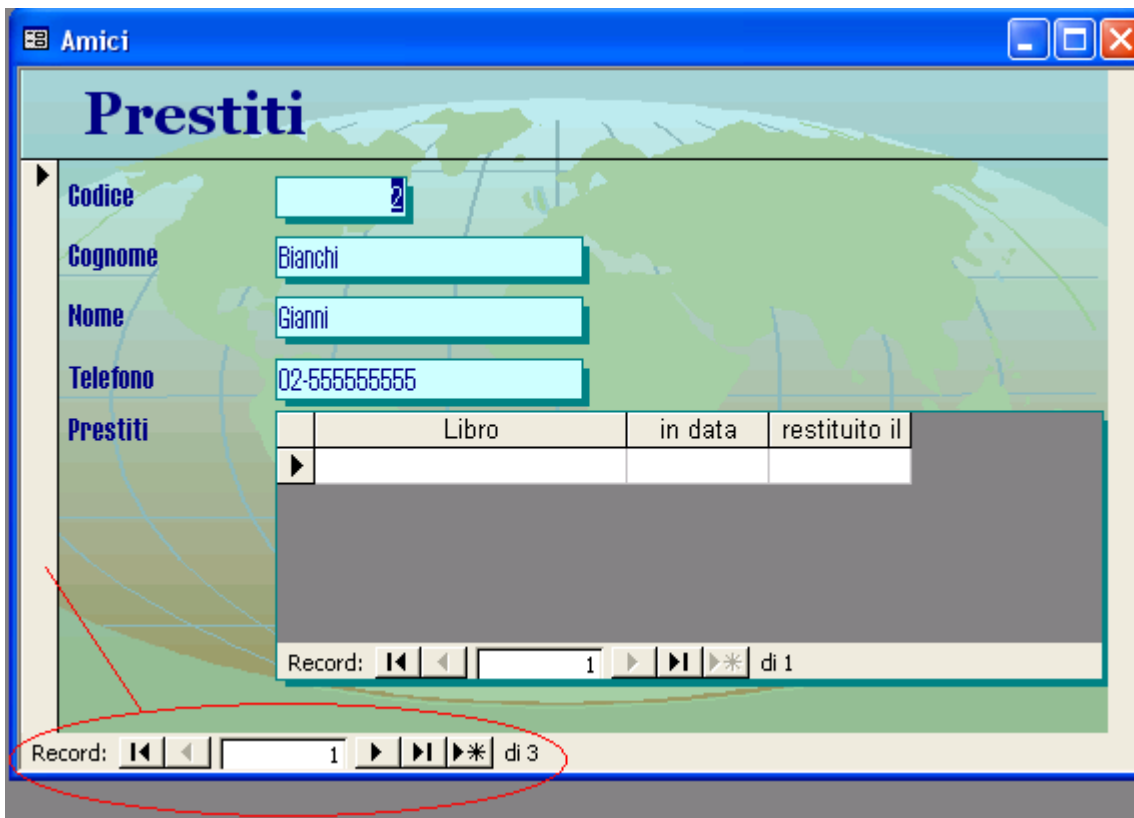 Amici
Prestiti
Codice 2
Cognome Bianchi
Nome Gianni
Telefono 02-555555555
Prestiti Libro in data restituito il
Record: 1 di 1
Record: 1 di 3